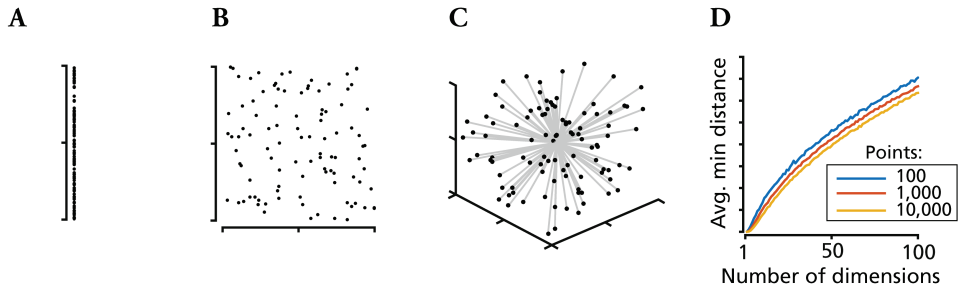 A
B
C
D
Avg. min distance
Points:
100
1,000
10,000
1
50
100
Number of dimensions